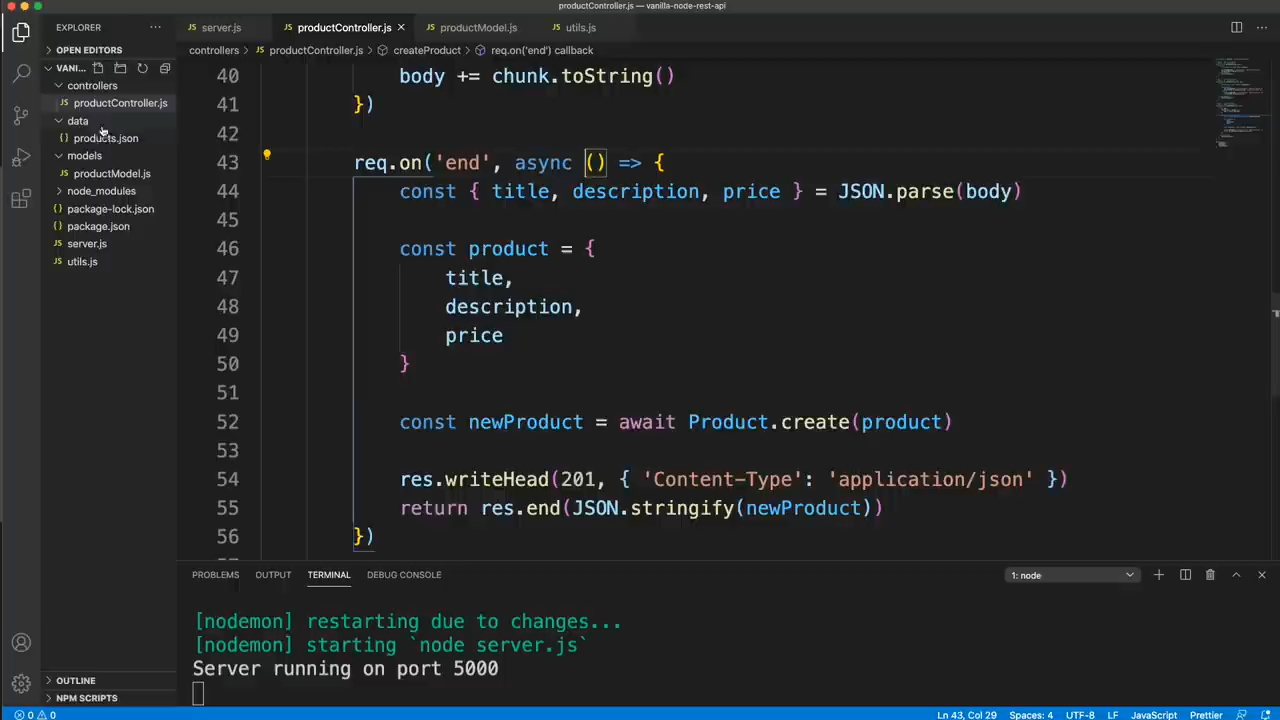 productController.js — vanilla-node-rest-api
EXPLORER
server.js
productController.js
productModel.js
utils.js
OPEN EDITORS
controllers > productController.js > createProduct > req.on('end') callback
VANI...
controllers
productController.js
data
products.json
models
productModel.js
node_modules
package-lock.json
package.json
server.js
utils.js
40 body += chunk.toString()
41 })
42
43 req.on('end', async () => {
44 const { title, description, price } = JSON.parse(body)
45
46 const product = {
47 title,
48 description,
49 price
50 }
51
52 const newProduct = await Product.create(product)
53
54 res.writeHead(201, { 'Content-Type': 'application/json' })
55 return res.end(JSON.stringify(newProduct))
56 })
PROBLEMS OUTPUT TERMINAL DEBUG CONSOLE
1: node
[nodemon] restarting due to changes...
[nodemon] starting `node server.js`
Server running on port 5000
OUTLINE
NPM SCRIPTS
0 0
Ln 43, Col 29 Spaces: 4 UTF-8 LF JavaScript Prettier